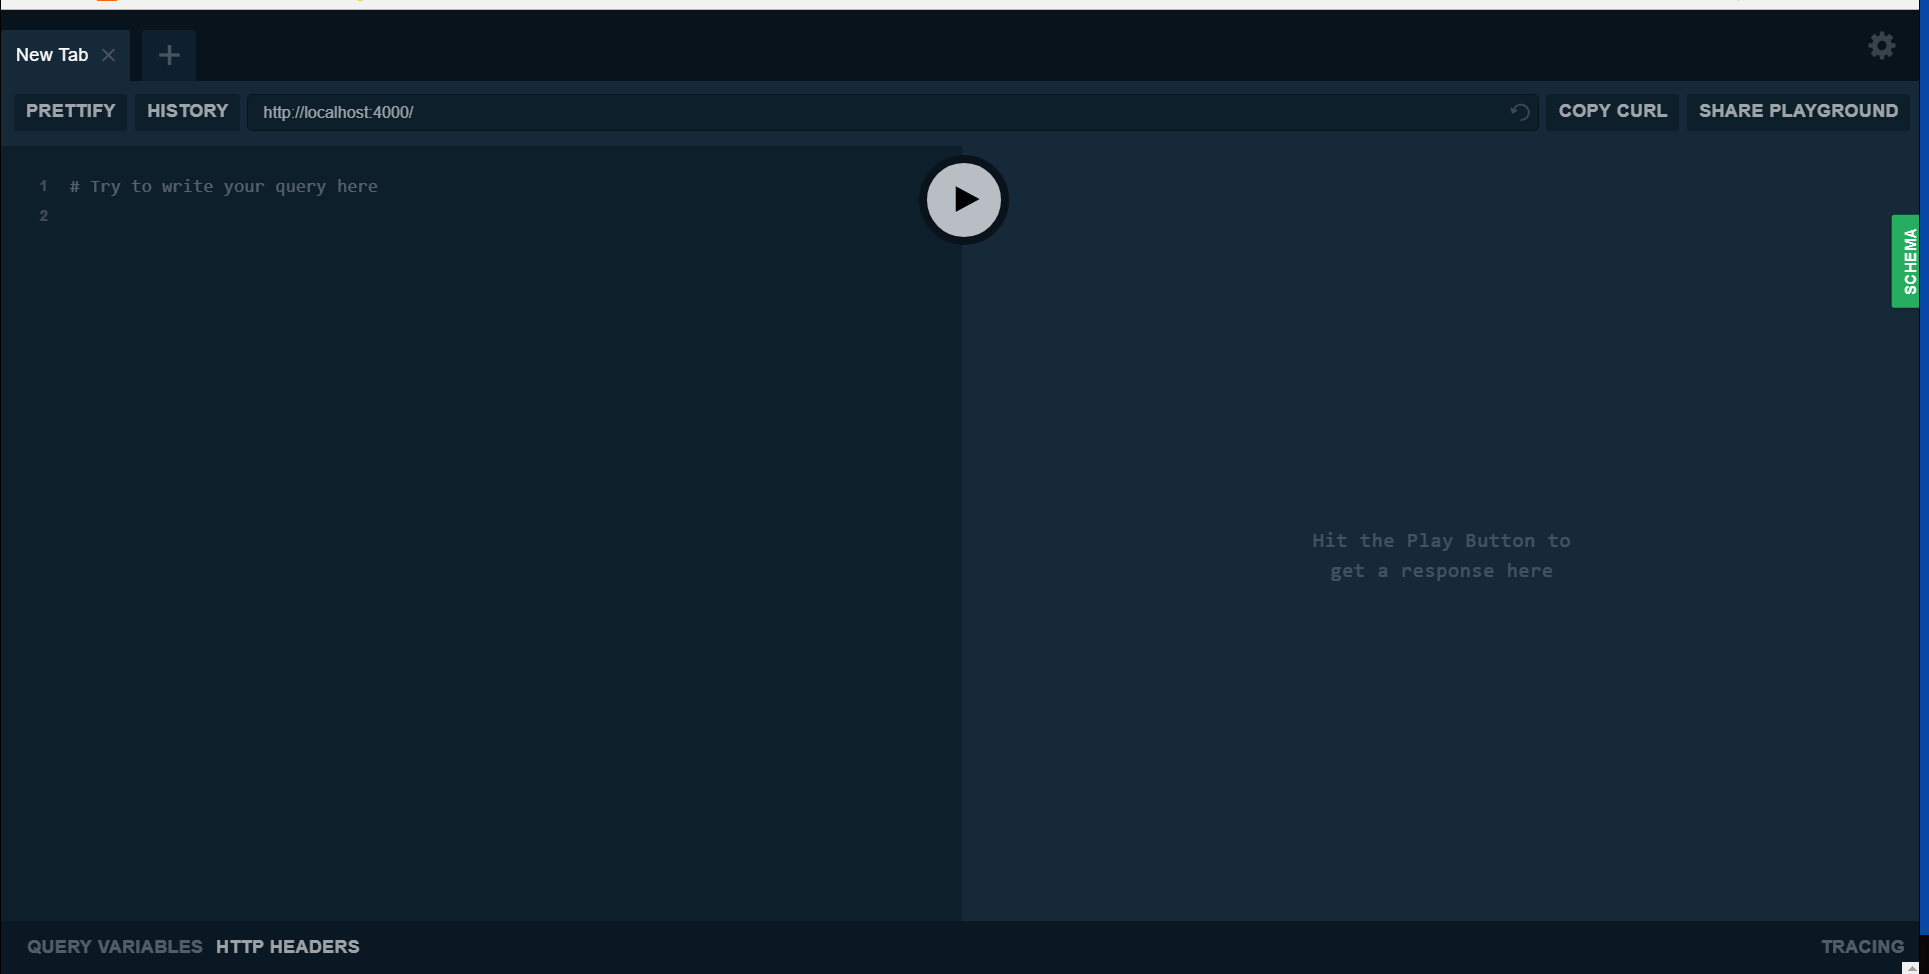 New Tab
PRETTIFY HISTORY http://localhost:4000/ COPY CURL SHARE PLAYGROUND
1 # Try to write your query here
2
SCHEMA
Hit the Play Button to
get a response here
QUERY VARIABLES HTTP HEADERS TRACING